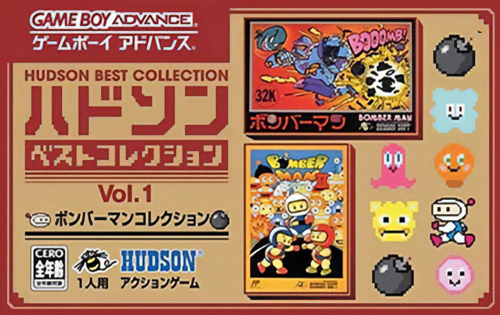 GAME BOY ADVANCE
ゲームボーイ アドバンス
HUDSON BEST COLLECTION
ハドソン
ベストコレクション
Vol.1
ボンバーマンコレクション
CERO
全年齢
1人用
HUDSON
アクションゲーム
BOOOMB!
32K
ボンバーマン
BOMBER MAN
BOMBER
MAN II